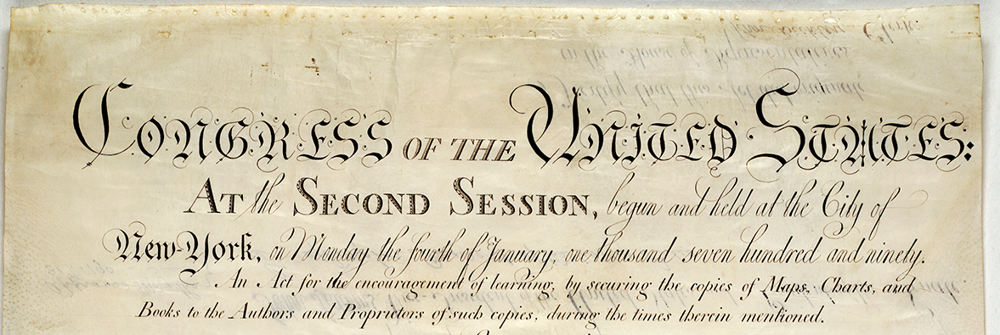 CONGRESS OF THE UNITED STATES:
AT the SECOND SESSION, begun and held at the City of
New-York, on Monday the fourth of January, one thousand seven hundred and ninety.
An Act for the encouragement of learning, by securing the copies of Maps, Charts, and
Books to the Authors and Proprietors of such copies, during the times therein mentioned.